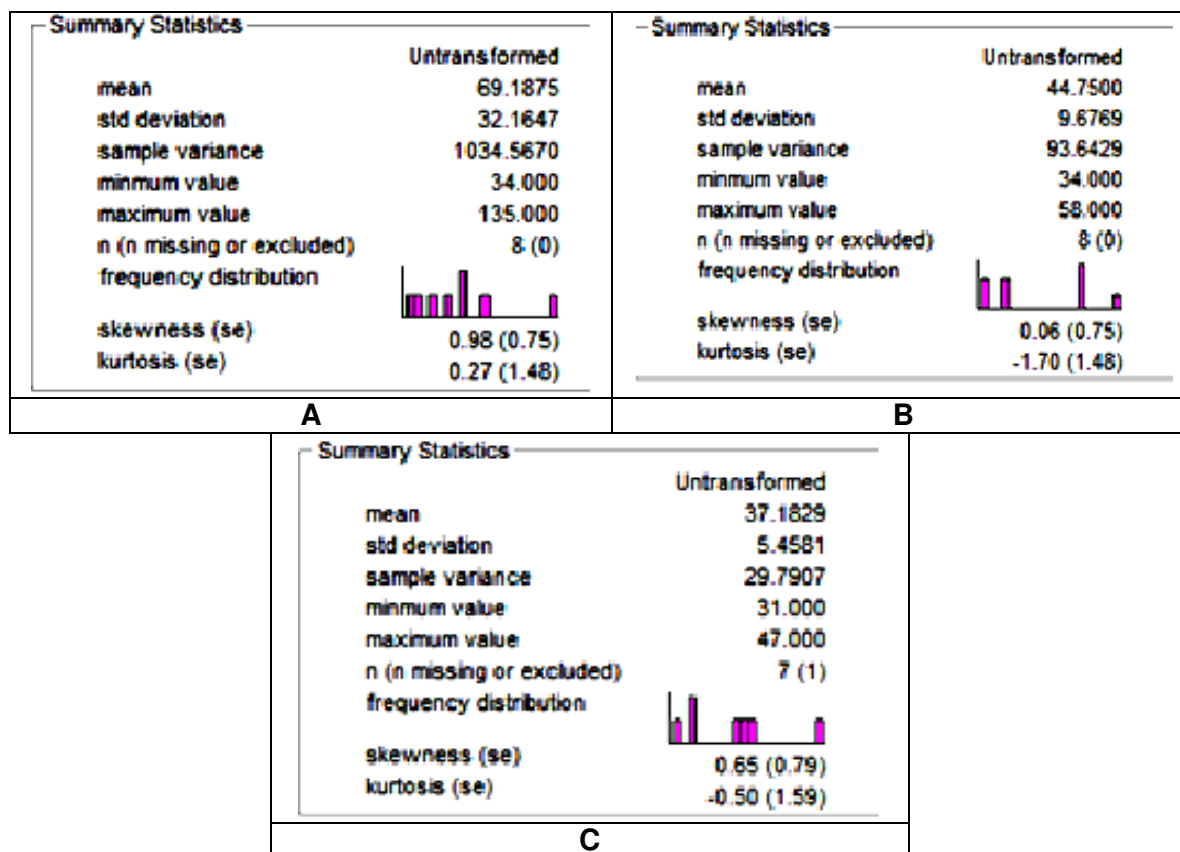 Summary Statistics
Untransformed
mean 69.1875
std deviation 32.1647
sample variance 1034.5670
minmum value 34.000
maximum value 135.000
n (n missing or excluded) 8 (0)
frequency distribution
skewness (se) 0.98 (0.75)
kurtosis (se) 0.27 (1.48)
A
Summary Statistics
Untransformed
mean 44.7500
std deviation 9.6769
sample variance 93.6429
minmum value 34.000
maximum value 58.000
n (n missing or excluded) 8 (0)
frequency distribution
skewness (se) 0.06 (0.75)
kurtosis (se) -1.70 (1.48)
B
Summary Statistics
Untransformed
mean 37.1829
std deviation 5.4581
sample variance 29.7907
minmum value 31.000
maximum value 47.000
n (n missing or excluded) 7 (1)
frequency distribution
skewness (se) 0.65 (0.79)
kurtosis (se) -0.50 (1.59)
C